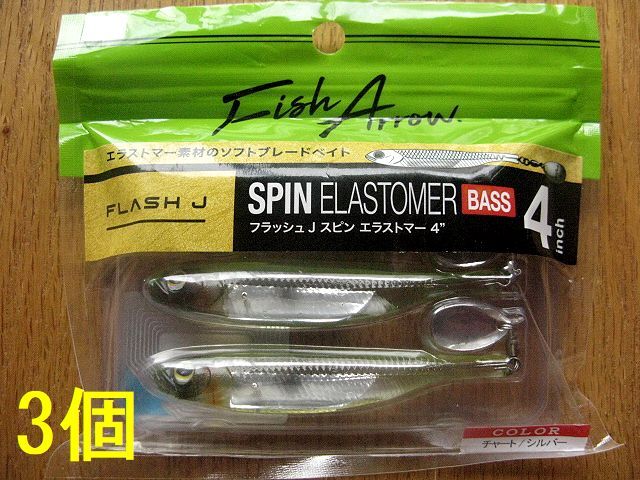 Fish Arrow.
エラストマー素材のソフトブレードベイト
FLASH J
SPIN ELASTOMER BASS
フラッシュ J スピン エラストマー 4”
4 inch
3個
COLOR
チャート/シルバー